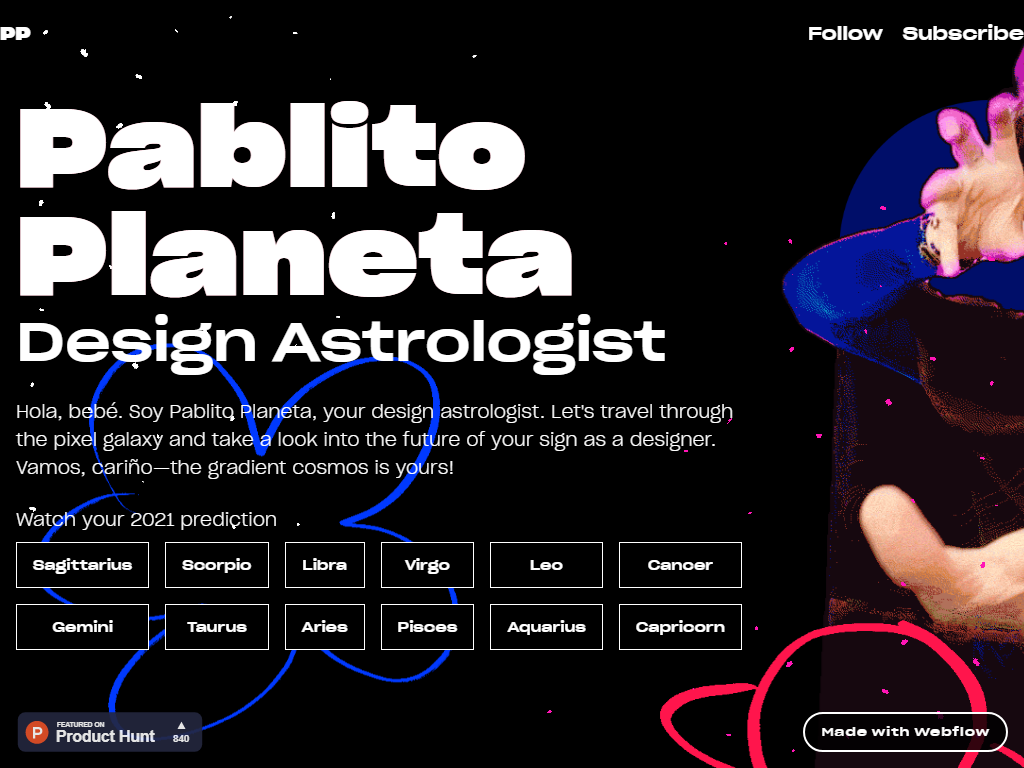 PP
Follow Subscribe
Pablito
Planeta
Design Astrologist
Hola, bebé. Soy Pablito Planeta, your design astrologist. Let's travel through
the pixel galaxy and take a look into the future of your sign as a designer.
Vamos, cariño—the gradient cosmos is yours!
Watch your 2021 prediction
Sagittarius Scorpio Libra Virgo Leo Cancer
Gemini Taurus Aries Pisces Aquarius Capricorn
FEATURED ON
Product Hunt
▲
840
Made with Webflow